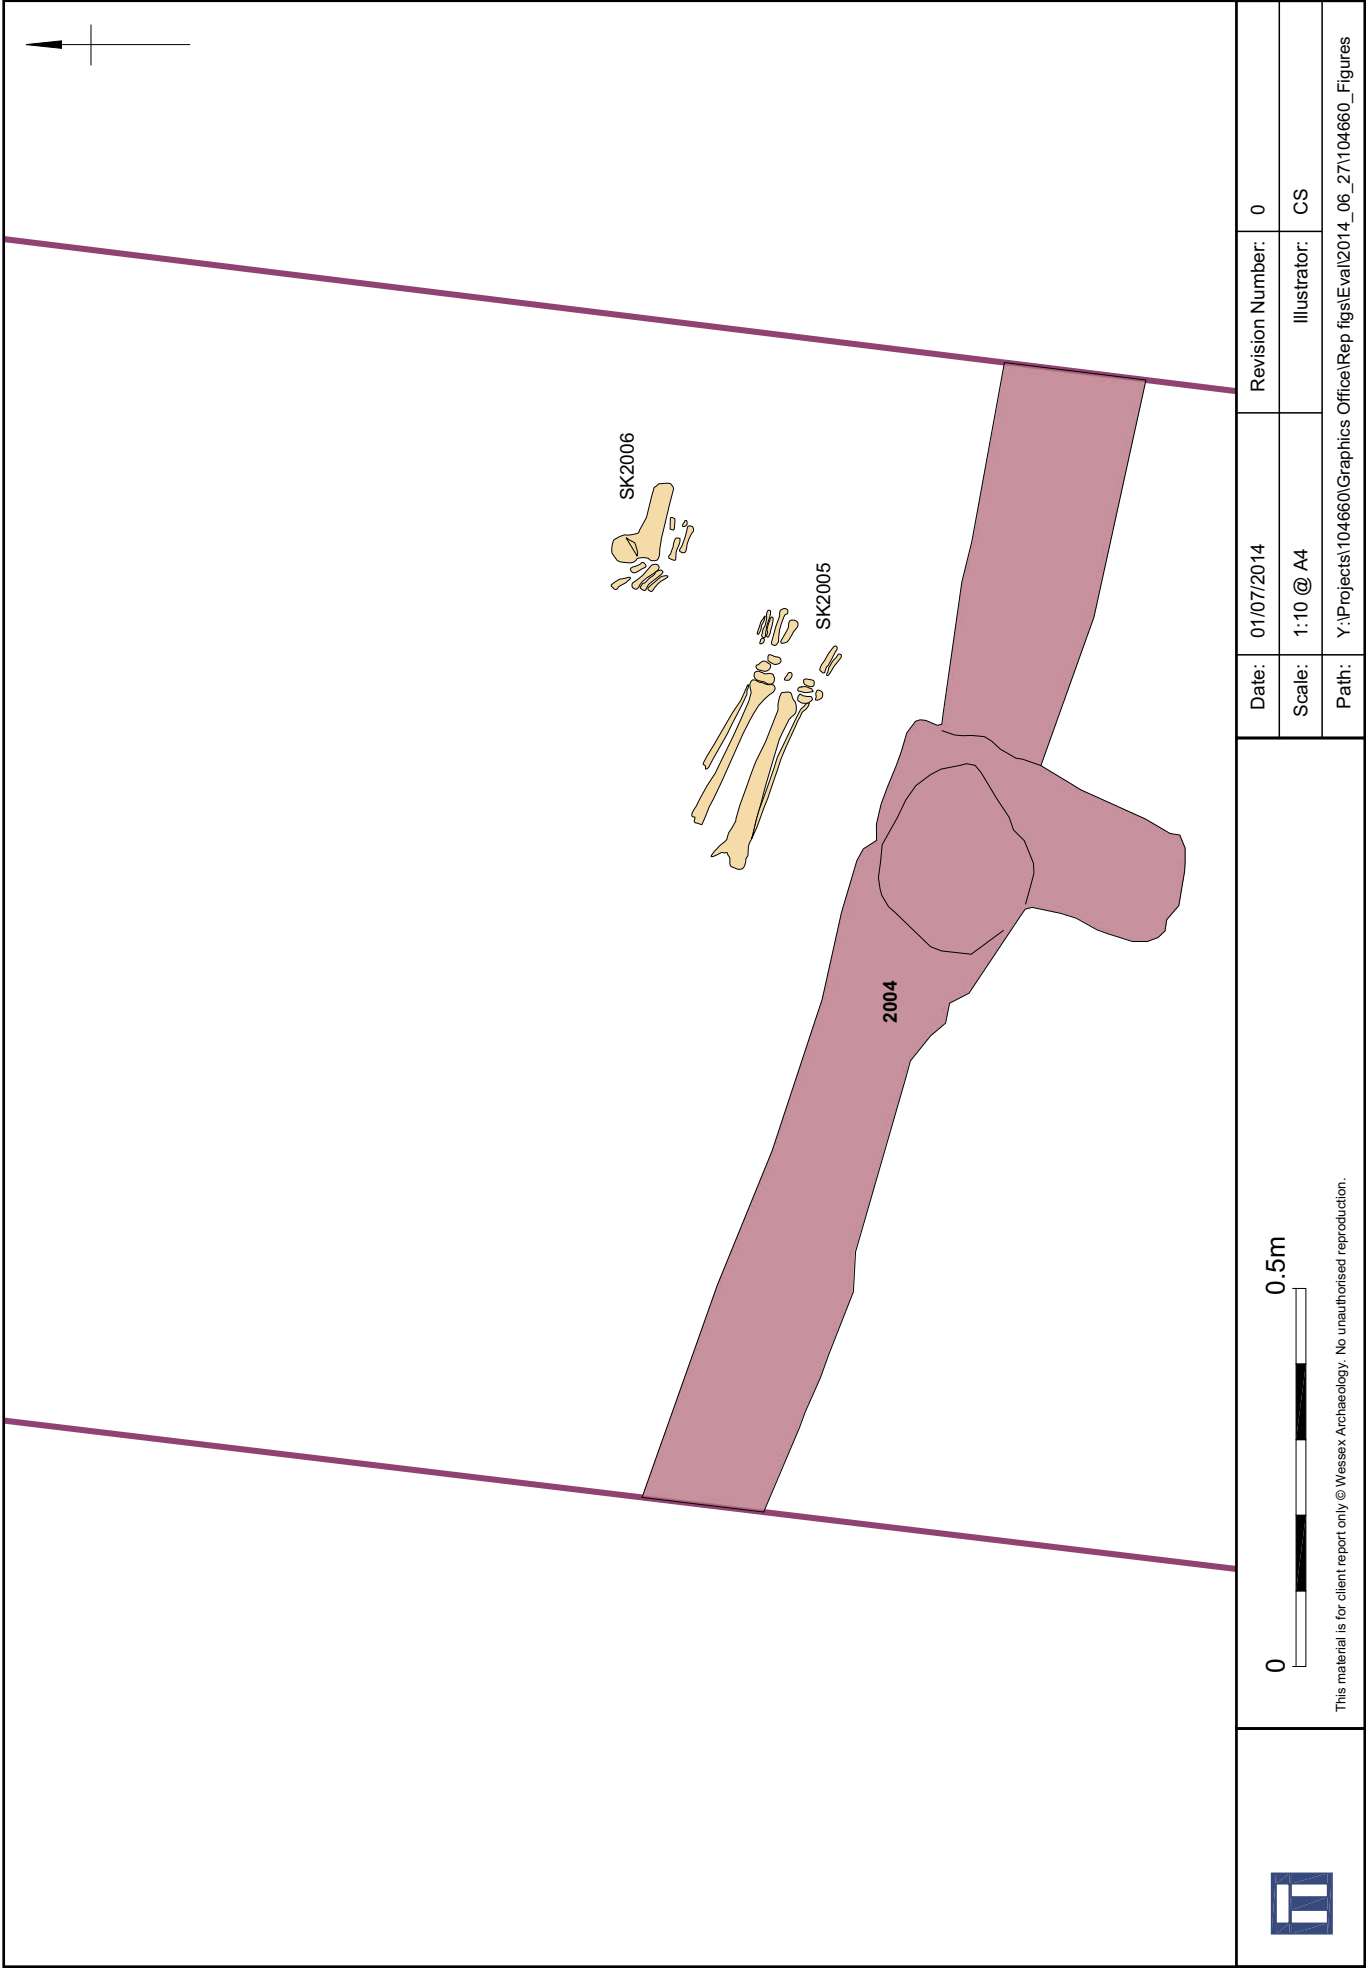 SK2006
SK2005
2004
0 0.5m
This material is for client report only © Wessex Archaeology. No unauthorised reproduction.
Date: 01/07/2014 Revision Number: 0
Scale: 1:10 @ A4 Illustrator: CS
Path: Y:\Projects\104660\Graphics Office\Rep figs\Eval\2014_06_27\104660_Figures